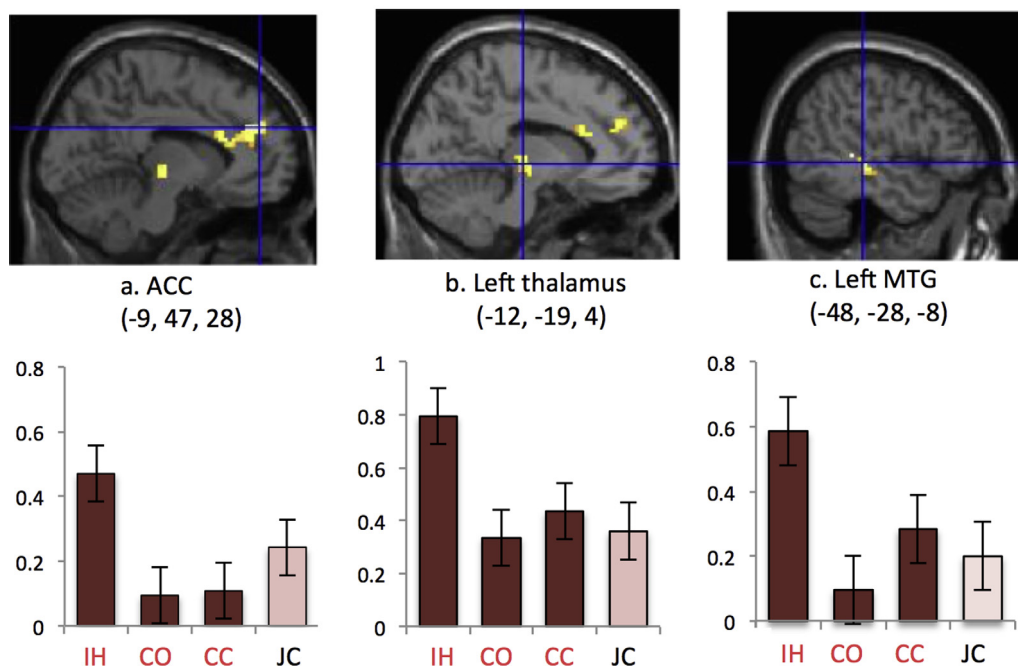 a. ACC
(-9, 47, 28)
b. Left thalamus
(-12, -19, 4)
c. Left MTG
(-48, -28, -8)
0.8
0.6
0.4
0.2
0
IH CO CC JC
1
0.8
0.6
0.4
0.2
0
IH CO CC JC
0.8
0.6
0.4
0.2
0
IH CO CC JC